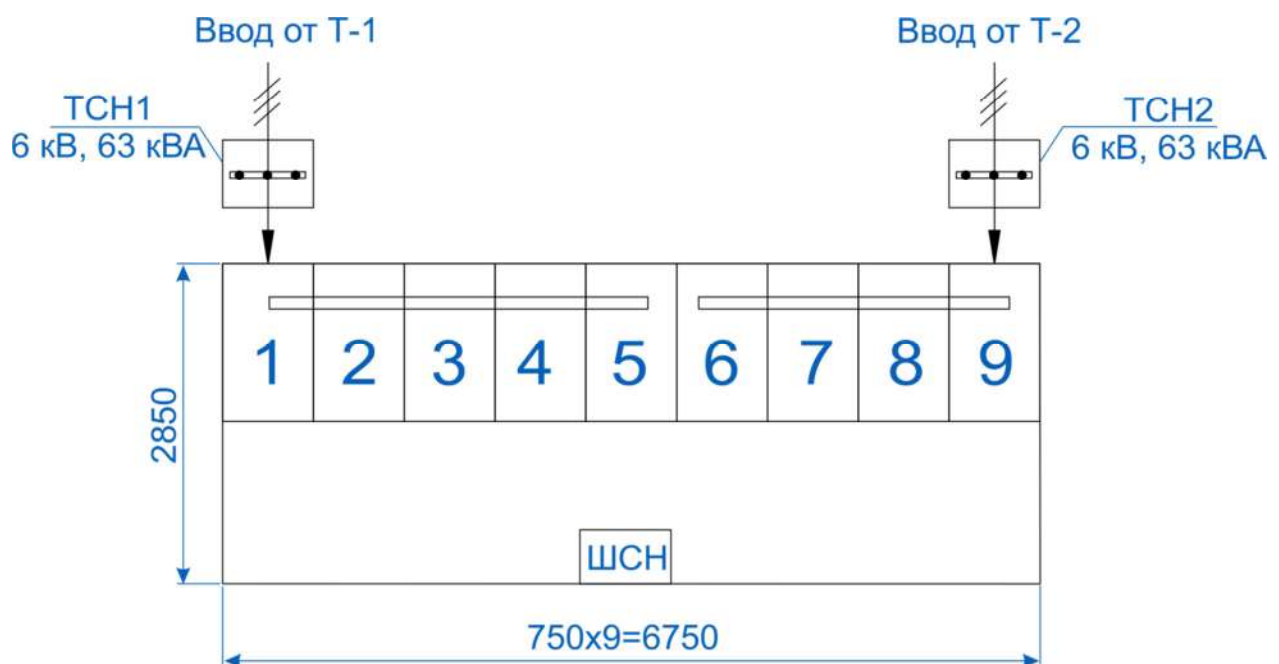 Ввод от Т-1
Ввод от Т-2
ТСН1
6 кВ, 63 кВА
ТСН2
6 кВ, 63 кВА
1 2 3 4 5 6 7 8 9
2850
ШСН
750х9=6750